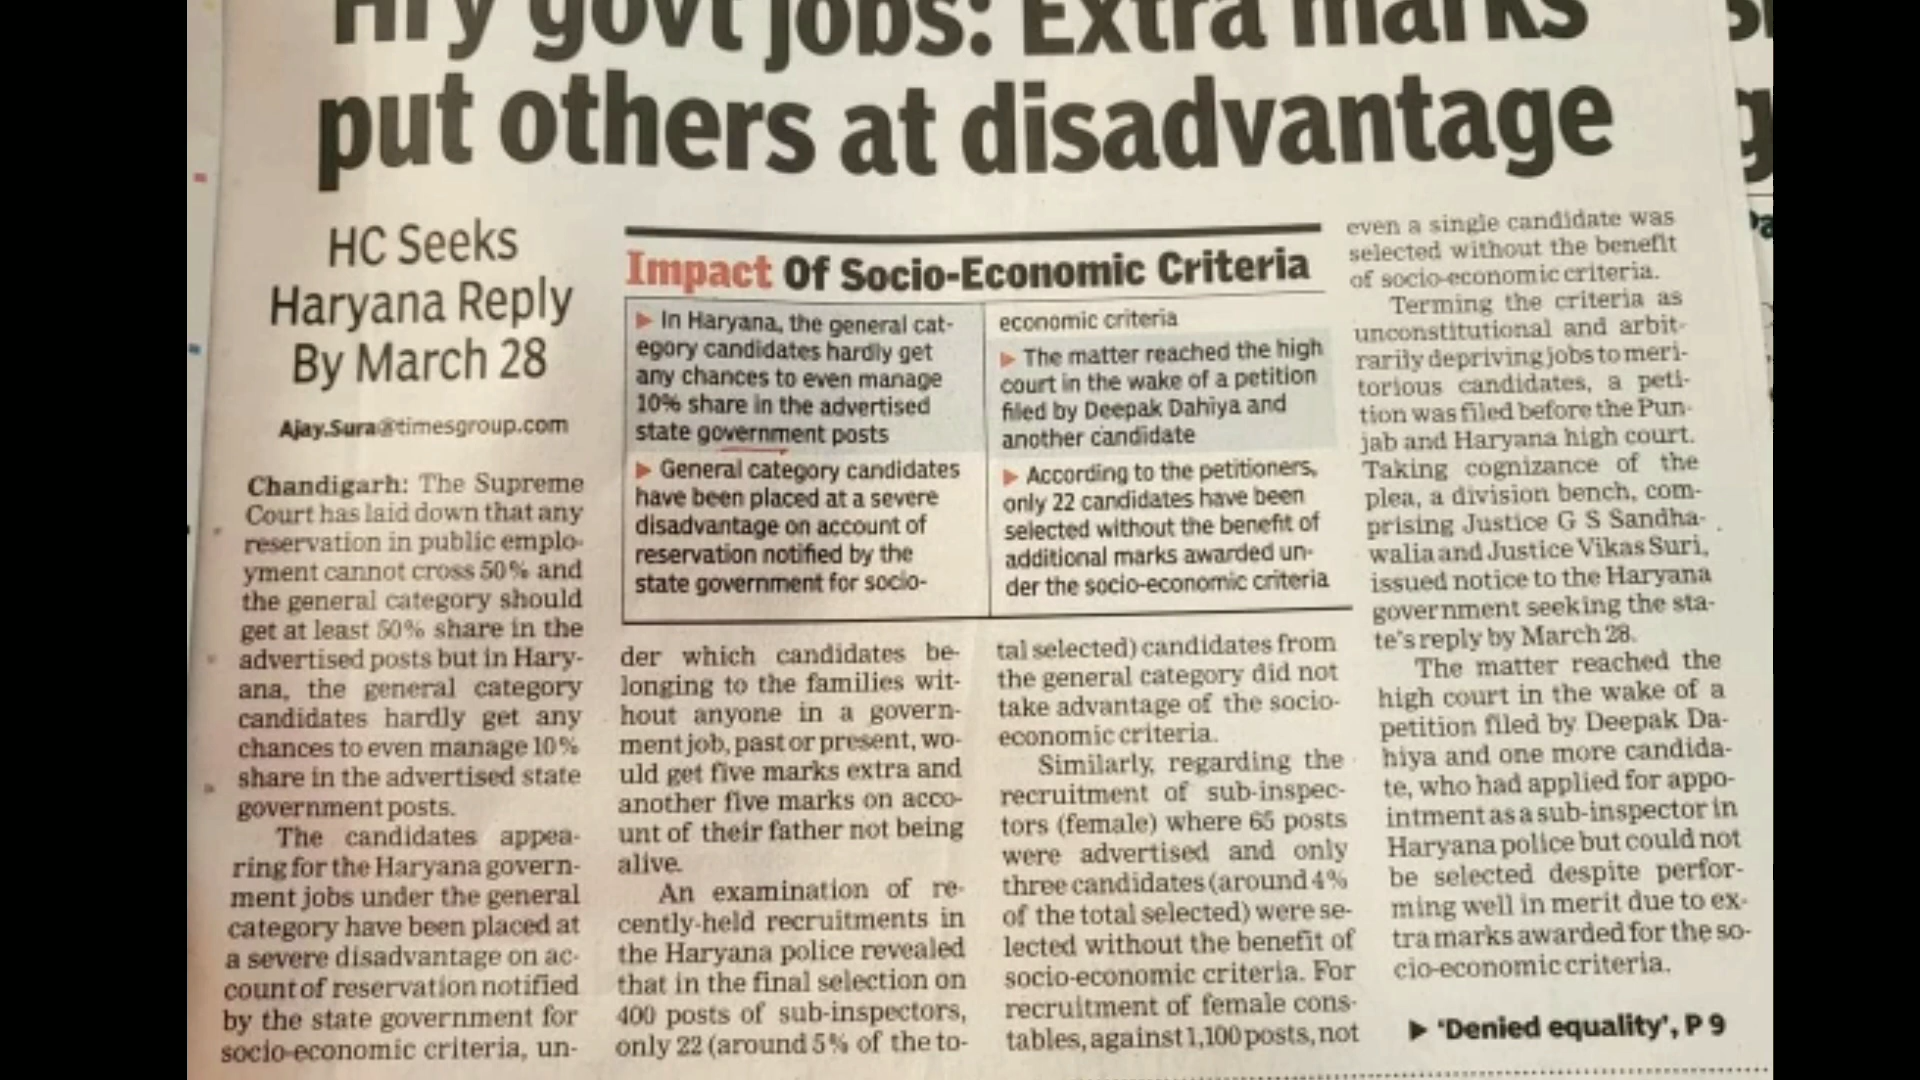 Hry govt jobs: Extra marks
put others at disadvantage
HC Seeks
Haryana Reply
By March 28
Ajay.Sura@timesgroup.com
Chandigarh: The Supreme
Court has laid down that any
reservation in public emplo-
yment cannot cross 50% and
the general category should
get at least 50% share in the
advertised posts but in Hary-
ana, the general category
candidates hardly get any
chances to even manage 10%
share in the advertised state
government posts.
The candidates appea-
ring for the Haryana govern-
ment jobs under the general
category have been placed at
a severe disadvantage on ac-
count of reservation notified
by the state government for
socio-economic criteria, un-
Impact Of Socio-Economic Criteria
▶ In Haryana, the general cat-
egory candidates hardly get
any chances to even manage
10% share in the advertised
state government posts
▶ General category candidates
have been placed at a severe
disadvantage on account of
reservation notified by the
state government for socio-
economic criteria
▶ The matter reached the high
court in the wake of a petition
filed by Deepak Dahiya and
another candidate
▶ According to the petitioners,
only 22 candidates have been
selected without the benefit of
additional marks awarded un-
der the socio-economic criteria
der which candidates be-
longing to the families wit-
hout anyone in a govern-
ment job, past or present, wo-
uld get five marks extra and
another five marks on acco-
unt of their father not being
alive.
An examination of re-
cently-held recruitments in
the Haryana police revealed
that in the final selection on
400 posts of sub-inspectors,
only 22 (around 5% of the to-
tal selected) candidates from
the general category did not
take advantage of the socio-
economic criteria.
Similarly, regarding the
recruitment of sub-inspec-
tors (female) where 65 posts
were advertised and only
three candidates (around 4%
of the total selected) were se-
lected without the benefit of
socio-economic criteria. For
recruitment of female cons-
tables, against 1,100 posts, not
even a single candidate was
selected without the benefit
of socio-economic criteria.
Terming the criteria as
unconstitutional and arbit-
rarily depriving jobs to meri-
torious candidates, a peti-
tion was filed before the Pun-
jab and Haryana high court.
Taking cognizance of the
plea, a division bench, com-
prising Justice G S Sandha-
walia and Justice Vikas Suri,
issued notice to the Haryana
government seeking the sta-
te's reply by March 28.
The matter reached the
high court in the wake of a
petition filed by Deepak Da-
hiya and one more candida-
te, who had applied for appo-
intment as a sub-inspector in
Haryana police but could not
be selected despite perfor-
ming well in merit due to ex-
tra marks awarded for the so-
cio-economic criteria.
▶ 'Denied equality', P 9